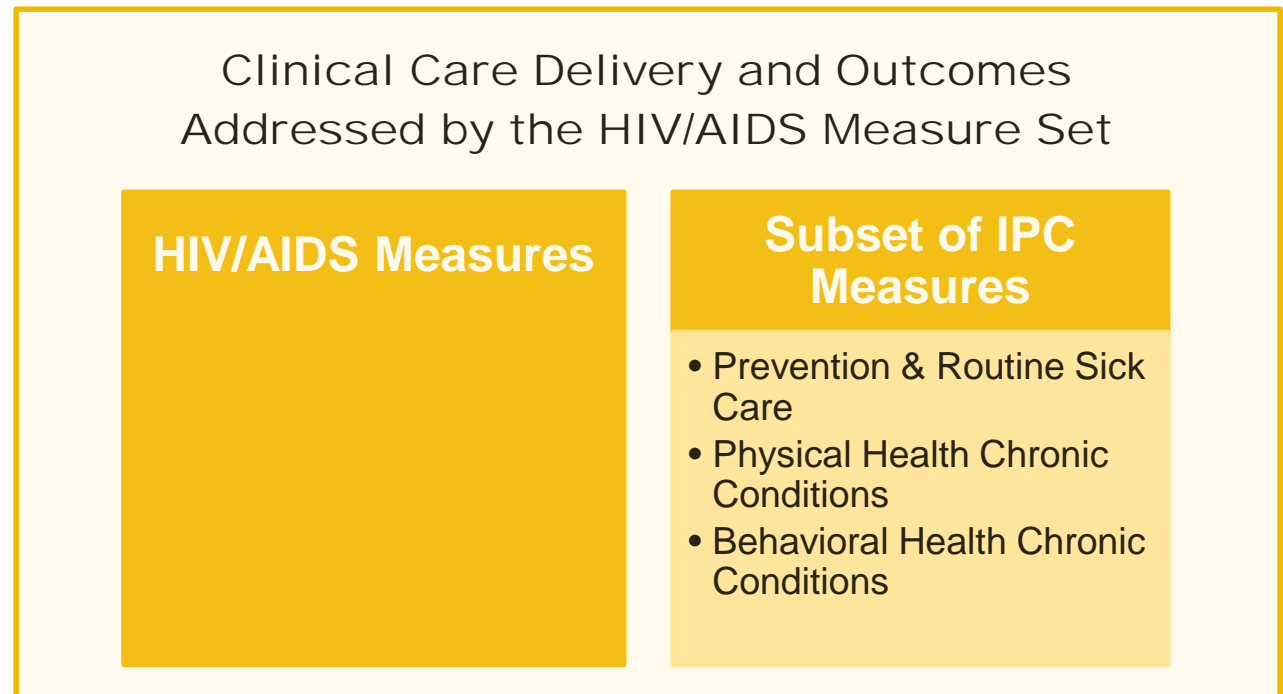 Clinical Care Delivery and Outcomes
Addressed by the HIV/AIDS Measure Set
HIV/AIDS Measures
Subset of IPC
Measures
• Prevention & Routine Sick
Care
• Physical Health Chronic
Conditions
• Behavioral Health Chronic
Conditions